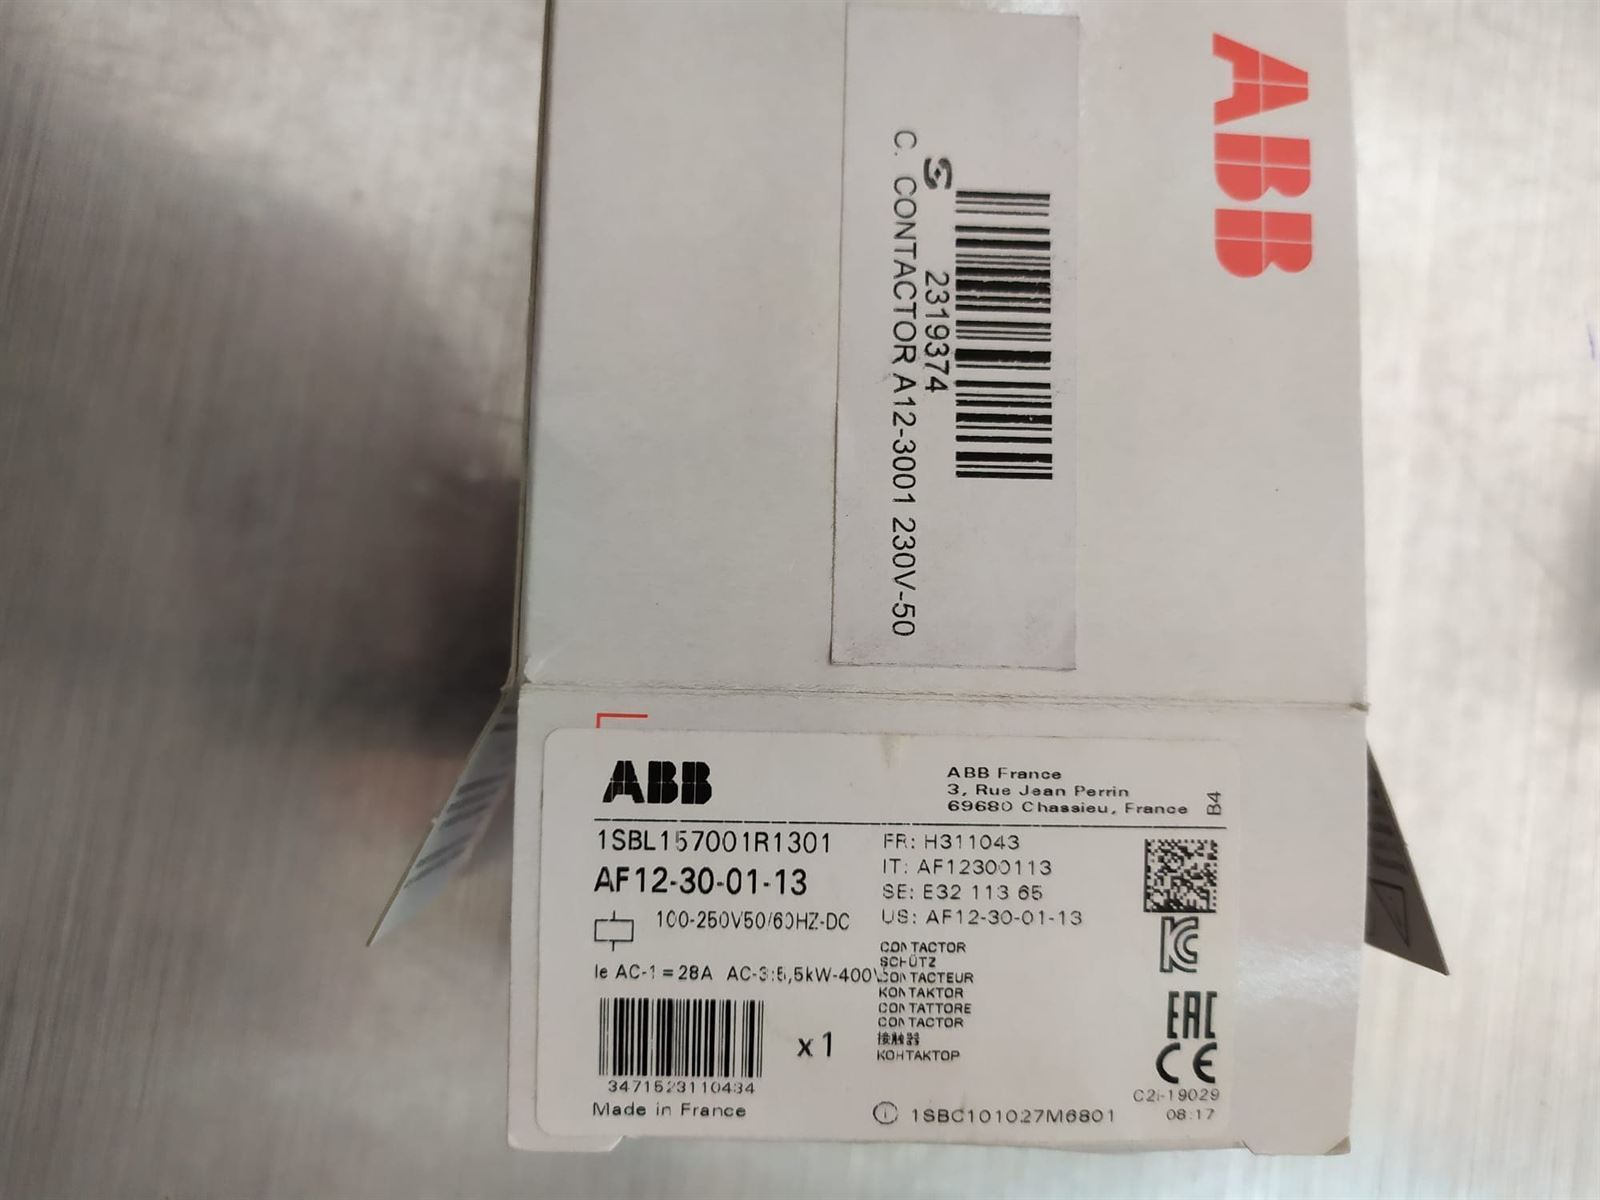 ABB
2319374
C. CONTACTOR A12-3001 230V-50
ABB
ABB France
3, Rue Jean Perrin
69680 Chassieu, France
B4
1SBL157001R1301
AF12-30-01-13
100-250V50/60HZ-DC
Ie AC-1 = 28A AC-3:5,5kW-400V
FR: H311043
IT: AF12300113
SE: E32 113 65
US: AF12-30-01-13
CONTACTOR
SCHÜTZ
CONTACTEUR
KONTAKTOR
CONTATTORE
CONTACTOR
接触器
КОНТАКТОР
x 1
3471523110434
Made in France
1SBC101027M6801
EAC
CE
C2I-19029
08:17